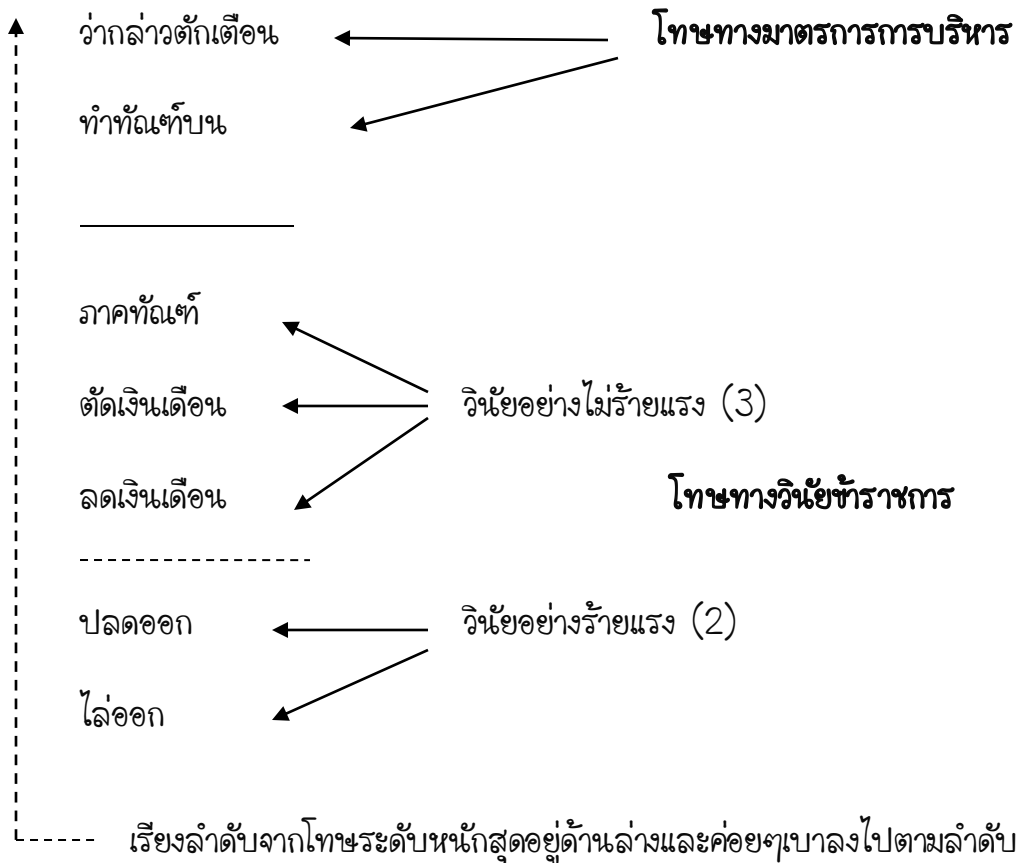 ว่ากล่าวตักเตือน โทษทางมาตรการการบริหาร
ทำทัณฑ์บน
ภาคทัณฑ์
ตัดเงินเดือน วินัยอย่างไม่ร้ายแรง (3)
ลดเงินเดือน โทษทางวินัยข้าราชการ
ปลดออก วินัยอย่างร้ายแรง (2)
ไล่ออก
เรียงลำดับจากโทษระดับหนักสุดอยู่ด้านล่างและค่อยๆเบาลงไปตามลำดับ